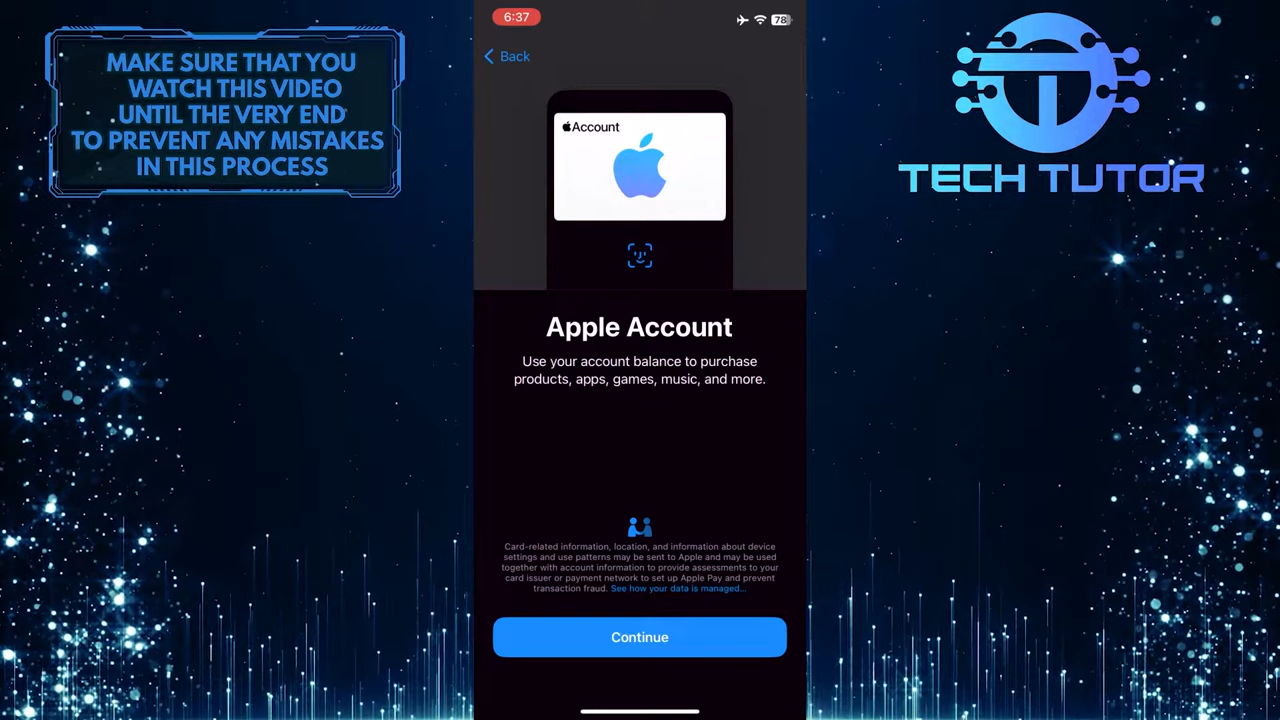 MAKE SURE THAT YOU
WATCH THIS VIDEO
UNTIL THE VERY END
TO PREVENT ANY MISTAKES
IN THIS PROCESS
6:37
78
Back
Account
Apple Account
Use your account balance to purchase
products, apps, games, music, and more.
Card-related information, location, and information about device
settings and use patterns may be sent to Apple and may be used
together with account information to provide assessments to your
card issuer or payment network to set up Apple Pay and prevent
transaction fraud. See how your data is managed...
Continue
TECH TUTOR